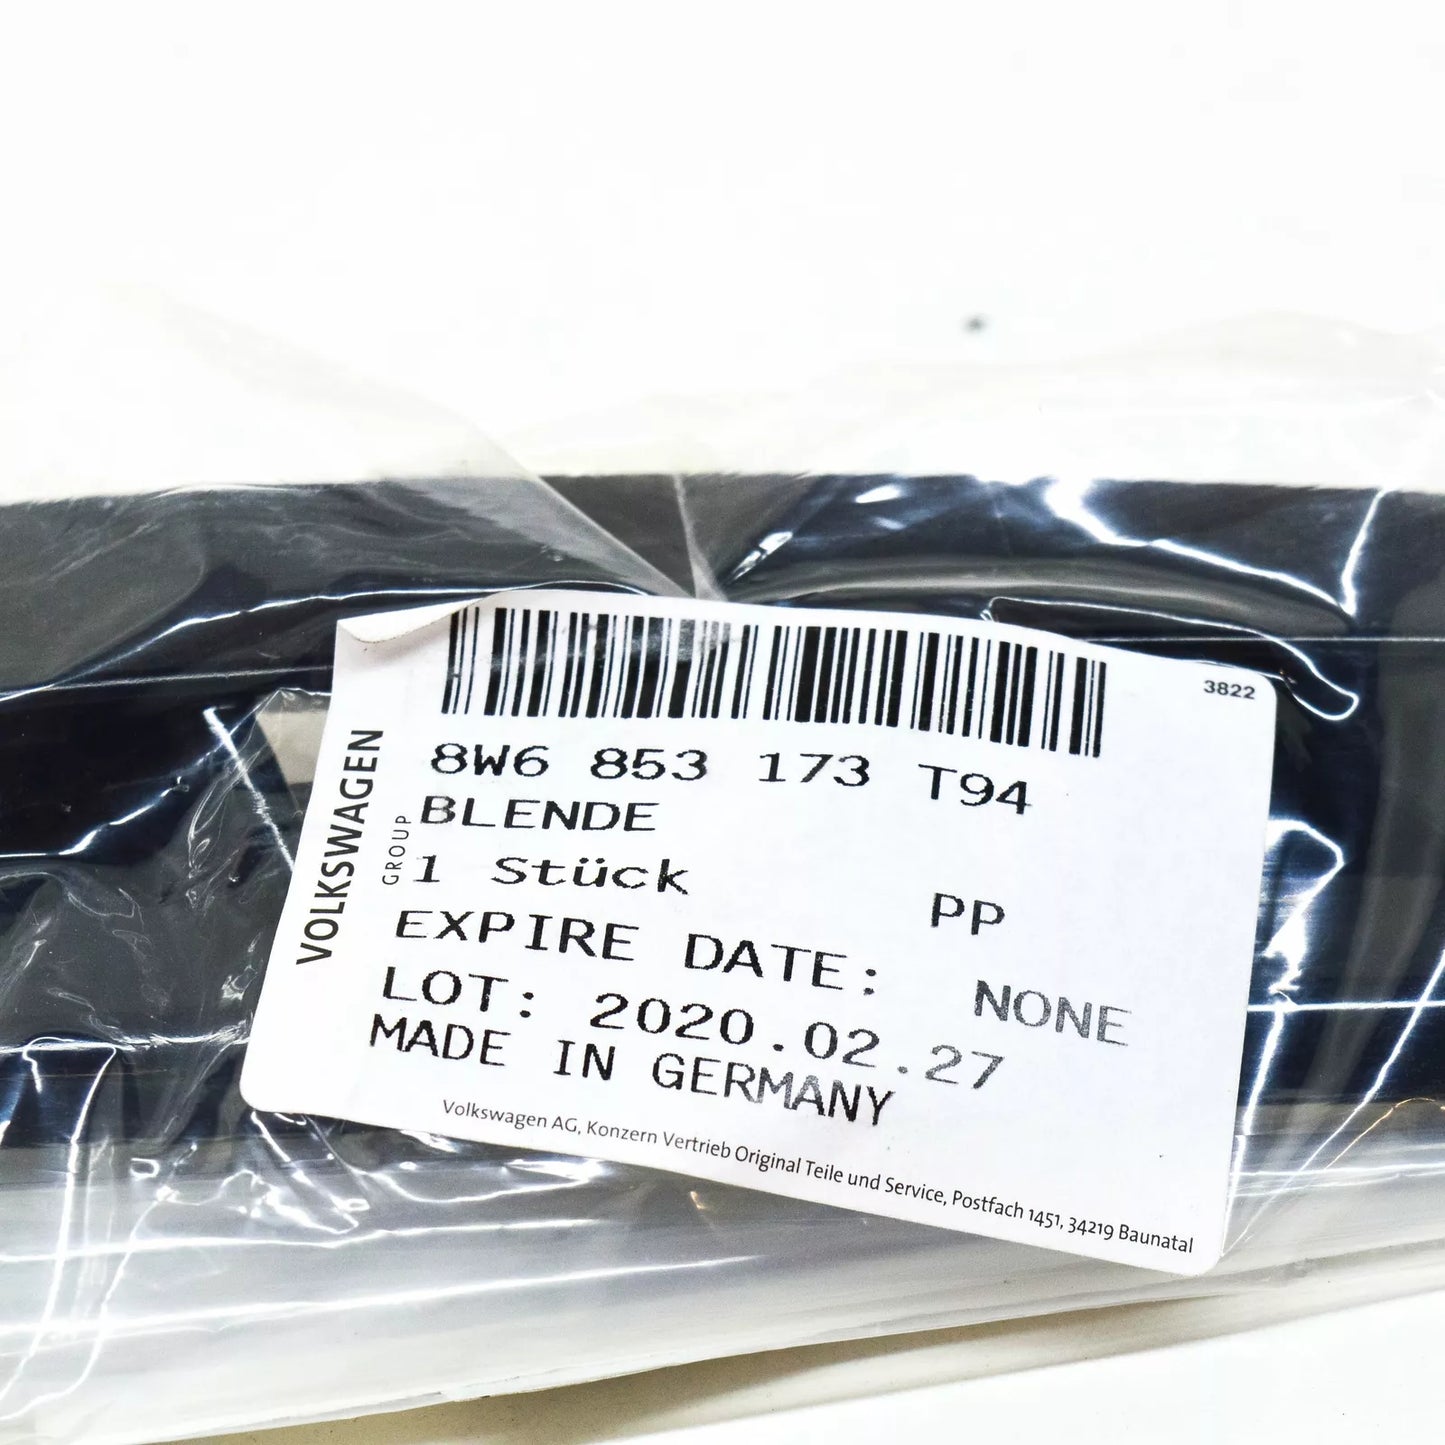 3822
8W6 853 173 T94
BLENDE
1 Stück PP
EXPIRE DATE: NONE
LOT: 2020.02.27
MADE IN GERMANY
VOLKSWAGEN
GROUP
Volkswagen AG, Konzern Vertrieb Original Teile und Service, Postfach 1451, 34219 Baunatal